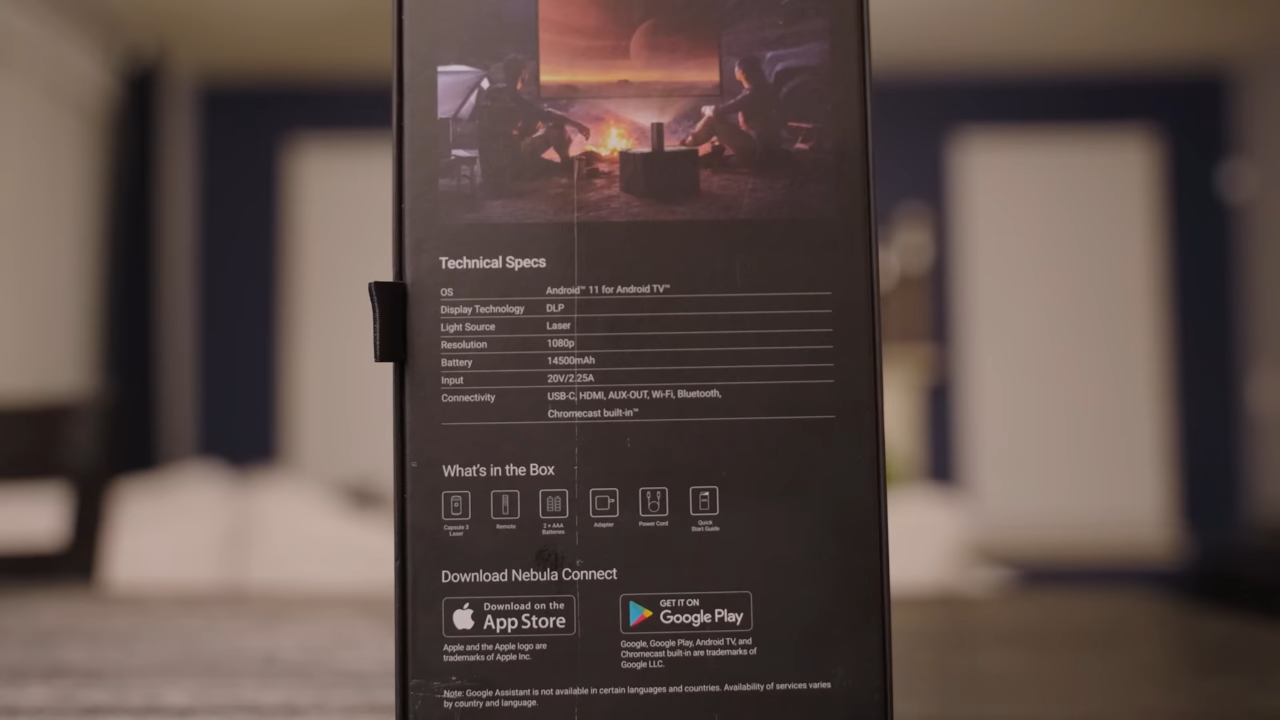 Technical Specs
OS Android™ 11 for Android TV™
Display Technology DLP
Light Source Laser
Resolution 1080p
Battery 14500mAh
Input 20V/2.25A
Connectivity USB-C, HDMI, AUX-OUT, Wi-Fi, Bluetooth,
Chromecast built-in™
What's in the Box
Capsule 3
Laser
Remote
2 × AAA
Batteries
Adapter
Power Cord
Quick
Start Guide
Download Nebula Connect
Download on the
App Store
GET IT ON
Google Play
Apple and the Apple logo are
trademarks of Apple Inc.
Google, Google Play, Android TV, and
Chromecast built-in are trademarks of
Google LLC.
Note: Google Assistant is not available in certain languages and countries. Availability of services varies
by country and language.